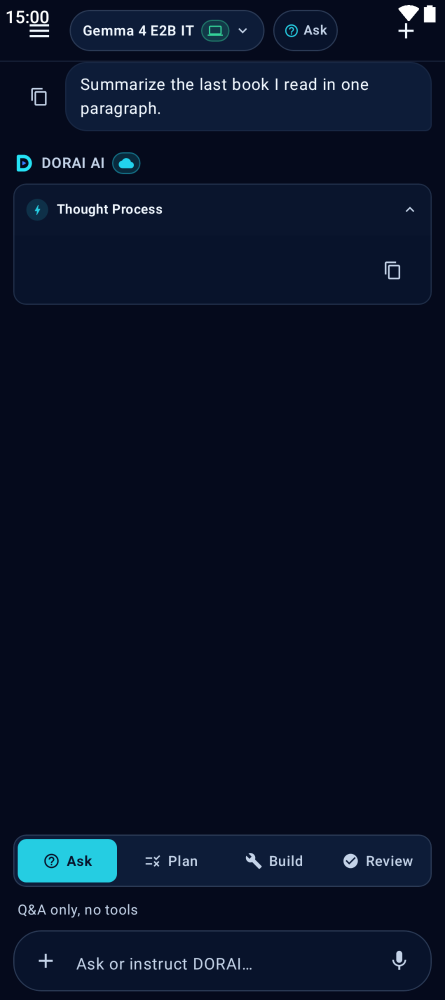 15:00
Gemma 4 E2B IT
Ask
Summarize the last book I read in one
paragraph.
DORAI AI
Thought Process
Ask
Plan
Build
Review
Q&A only, no tools
Ask or instruct DORAI...